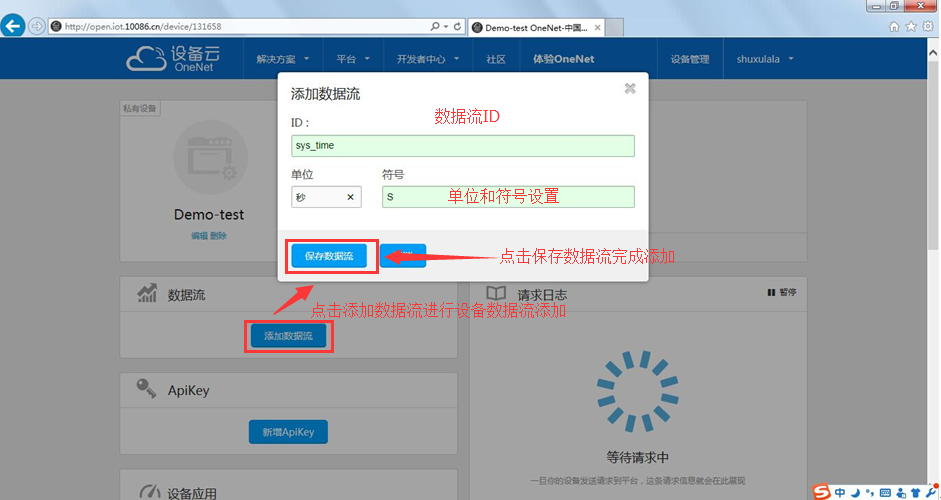 http://open.iot.10086.cn/device/131658
Demo-test OneNet-中国...
设备云
OneNet
解决方案
平台
开发者中心
社区
体验OneNet
设备管理
shuxulala
私有设备
Demo-test
编辑 删除
添加数据流
ID：
数据流ID
sys_time
单位
符号
秒
S
单位和符号设置
保存数据流
点击保存数据流完成添加
数据流
点击添加数据流进行设备数据流添加
添加数据流
请求日志
暂停
ApiKey
新增ApiKey
等待请求中
一旦你的设备发送请求到平台，这条请求信息就会在此展现
设备应用
中